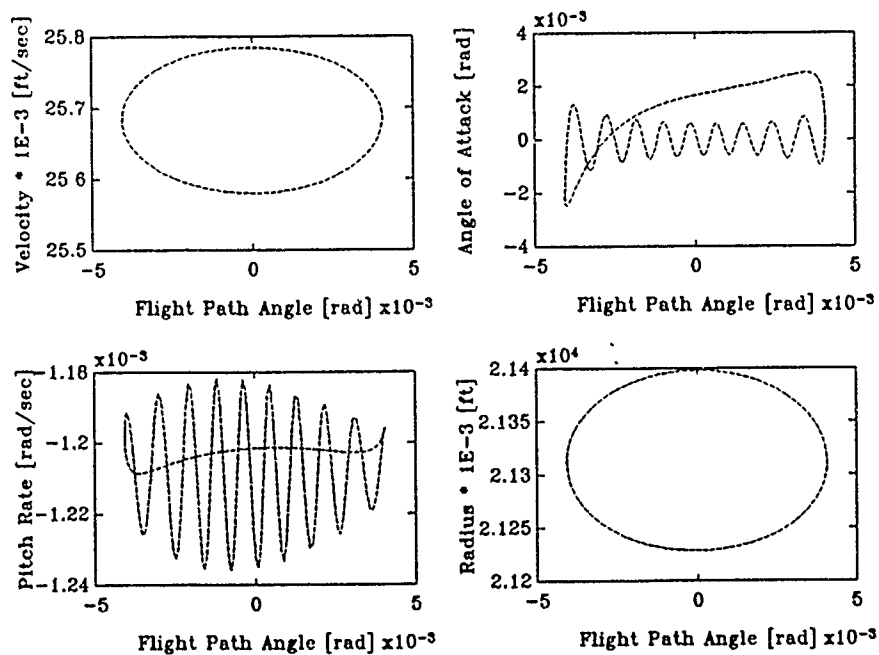 25.8
25.7
25.6
25.5
-5
0
5
Velocity * 1E-3 [ft/sec]
Flight Path Angle [rad] x10-3
x10-3
4
2
0
-2
-4
-5
0
5
Angle of Attack [rad]
Flight Path Angle [rad] x10-3
x10-3
-1.18
-1.2
-1.22
-1.24
-5
0
5
Pitch Rate [rad/sec]
Flight Path Angle [rad] x10-3
x104
2.140
2.135
2.130
2.125
2.12
-5
0
5
Radius * 1E-3 [ft]
Flight Path Angle [rad] x10-3